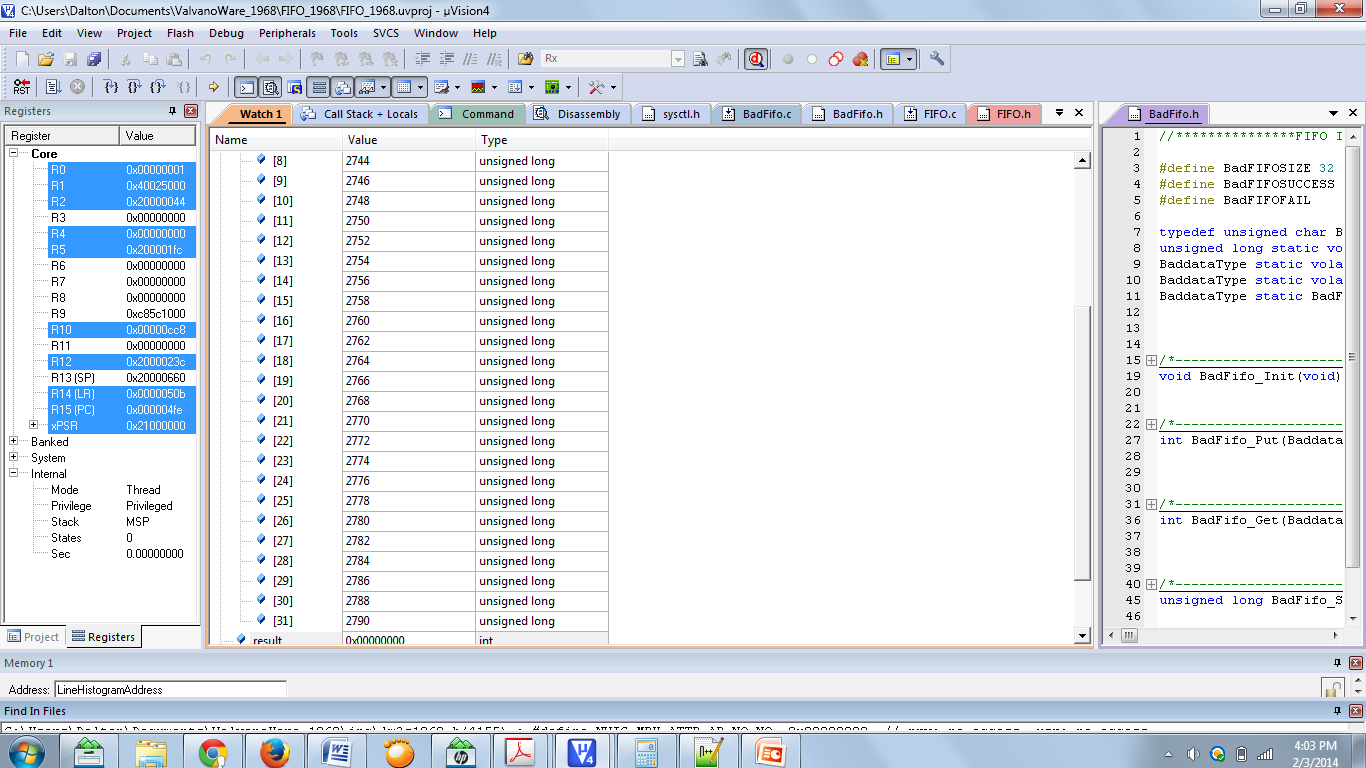 C:\Users\Dalton\Documents\ValvanoWare_1968\FIFO_1968\FIFO_1968.uvproj - µVision4
File Edit View Project Flash Debug Peripherals Tools SVCS Window Help
Rx
RST
Registers
Register Value
Core
R0 0x00000001
R1 0x40025000
R2 0x20000044
R3 0x00000000
R4 0x00000000
R5 0x200001fc
R6 0x00000000
R7 0x00000000
R8 0x00000000
R9 0xc85c1000
R10 0x00000cc8
R11 0x00000000
R12 0x2000023c
R13 (SP) 0x20000660
R14 (LR) 0x0000050b
R15 (PC) 0x000004fe
xPSR 0x21000000
Banked
System
Internal
Mode Thread
Privilege Privileged
Stack MSP
States 0
Sec 0.00000000
Project Registers
Watch 1 Call Stack + Locals Command Disassembly sysctl.h BadFifo.c BadFifo.h FIFO.c FIFO.h
Name Value Type
[8] 2744 unsigned long
[9] 2746 unsigned long
[10] 2748 unsigned long
[11] 2750 unsigned long
[12] 2752 unsigned long
[13] 2754 unsigned long
[14] 2756 unsigned long
[15] 2758 unsigned long
[16] 2760 unsigned long
[17] 2762 unsigned long
[18] 2764 unsigned long
[19] 2766 unsigned long
[20] 2768 unsigned long
[21] 2770 unsigned long
[22] 2772 unsigned long
[23] 2774 unsigned long
[24] 2776 unsigned long
[25] 2778 unsigned long
[26] 2780 unsigned long
[27] 2782 unsigned long
[28] 2784 unsigned long
[29] 2786 unsigned long
[30] 2788 unsigned long
[31] 2790 unsigned long
result 0x00000000 int
BadFifo.h
1 //***************FIFO I
2
3 #define BadFIFOSIZE 32
4 #define BadFIFOSUCCESS
5 #define BadFIFOFAIL
6
7 typedef unsigned char B
8 unsigned long static vo
9 BaddataType static vola
10 BaddataType static vola
11 BaddataType static BadF
12
13
14
15 /*---------------------
19 void BadFifo_Init(void)
20
21
22 /*---------------------
27 int BadFifo_Put(Baddata
28
29
30
31 /*---------------------
36 int BadFifo_Get(Baddata
37
38
39
40 /*---------------------
45 unsigned long BadFifo_S
46
Memory 1
Address: LineHistogramAddress
Find In Files
4:03 PM
2/3/2014